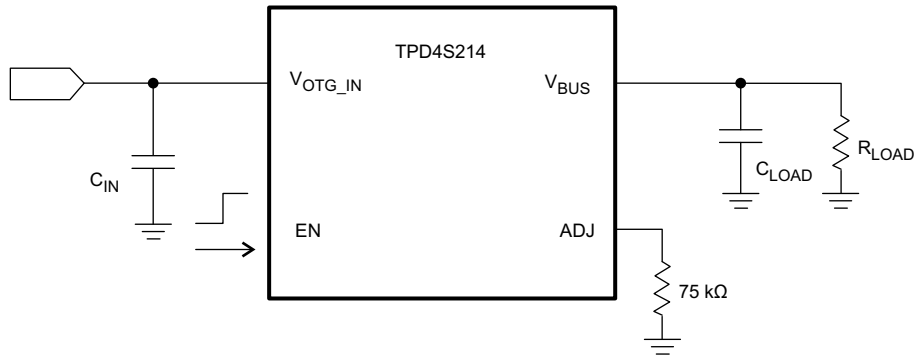 TPD4S214
V_OTG_IN
V_BUS
C_IN
C_LOAD
R_LOAD
EN
ADJ
75 kΩ